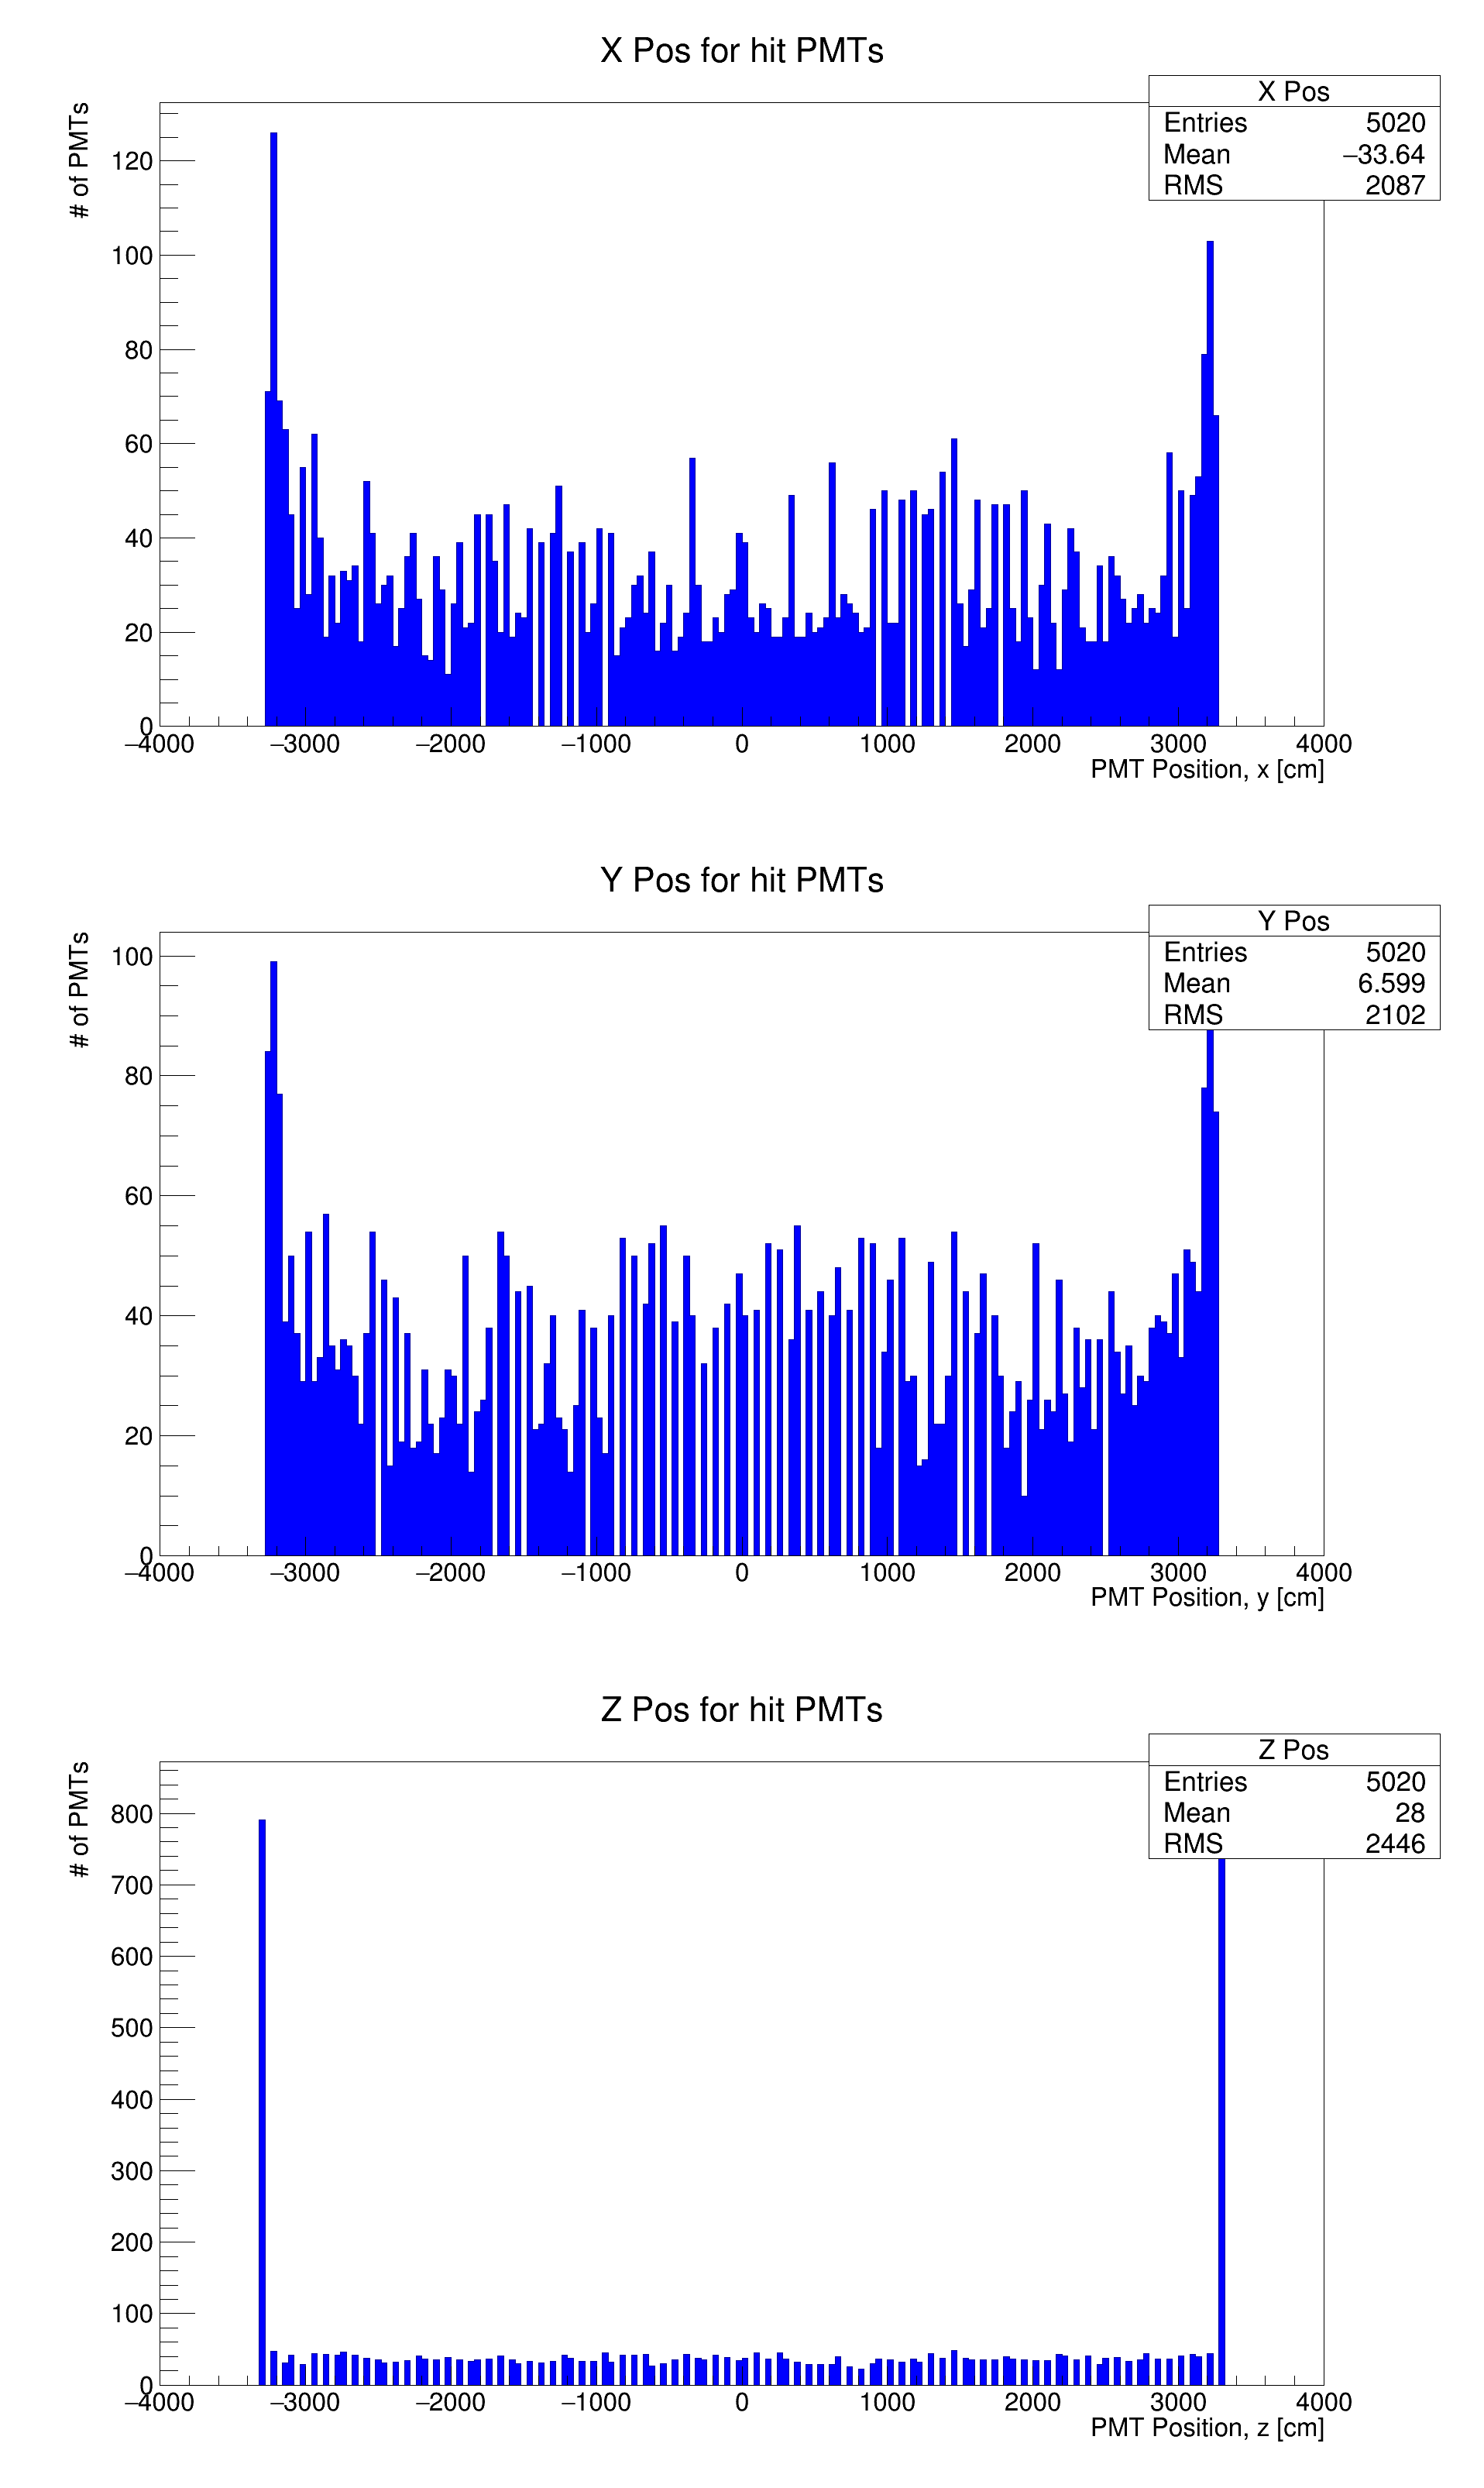 X Pos for hit PMTs
# of PMTs
X Pos
Entries 5020
Mean −33.64
RMS 2087
120
100
80
60
40
20
0
−4000 −3000 −2000 −1000 0 1000 2000 3000 4000
PMT Position, x [cm]
Y Pos for hit PMTs
# of PMTs
Y Pos
Entries 5020
Mean 6.599
RMS 2102
100
80
60
40
20
0
−4000 −3000 −2000 −1000 0 1000 2000 3000 4000
PMT Position, y [cm]
Z Pos for hit PMTs
# of PMTs
Z Pos
Entries 5020
Mean 28
RMS 2446
800
700
600
500
400
300
200
100
0
−4000 −3000 −2000 −1000 0 1000 2000 3000 4000
PMT Position, z [cm]